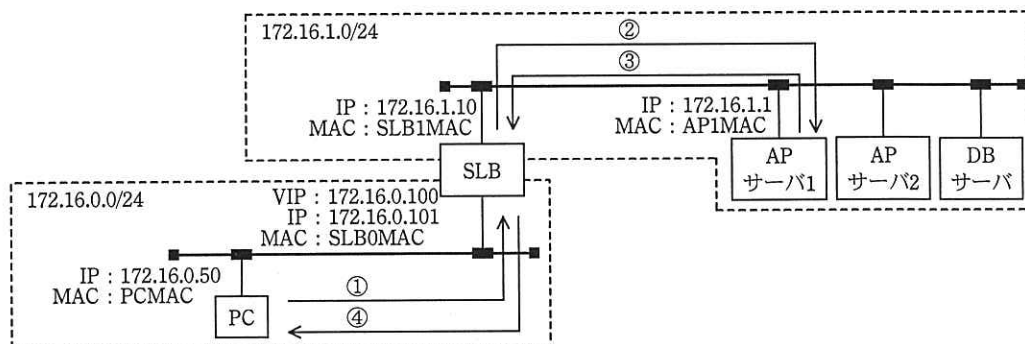 172.16.1.0/24
②
③
IP：172.16.1.10
MAC：SLB1MAC
IP：172.16.1.1
MAC：AP1MAC
SLB
AP
サーバ1
AP
サーバ2
DB
サーバ
172.16.0.0/24
VIP：172.16.0.100
IP：172.16.0.101
MAC：SLB0MAC
IP：172.16.0.50
MAC：PCMAC
PC
①
④